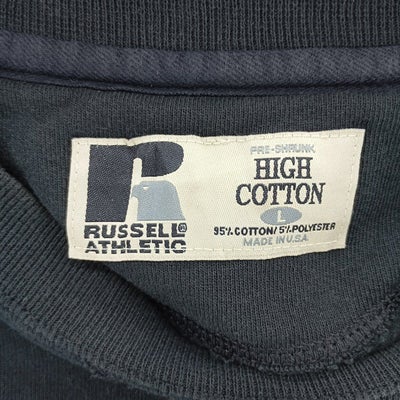 R
RUSSELL®
ATHLETIC
PRE-SHRUNK
HIGH
COTTON
L
95% COTTON/5% POLYESTER
MADE IN U.S.A.